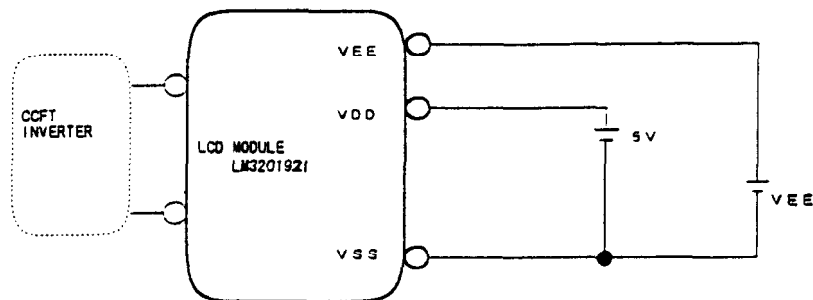 VEE
CCFT
INVERTER
VDD
5V
LCD MODULE
LM3201921
VEE
VSS